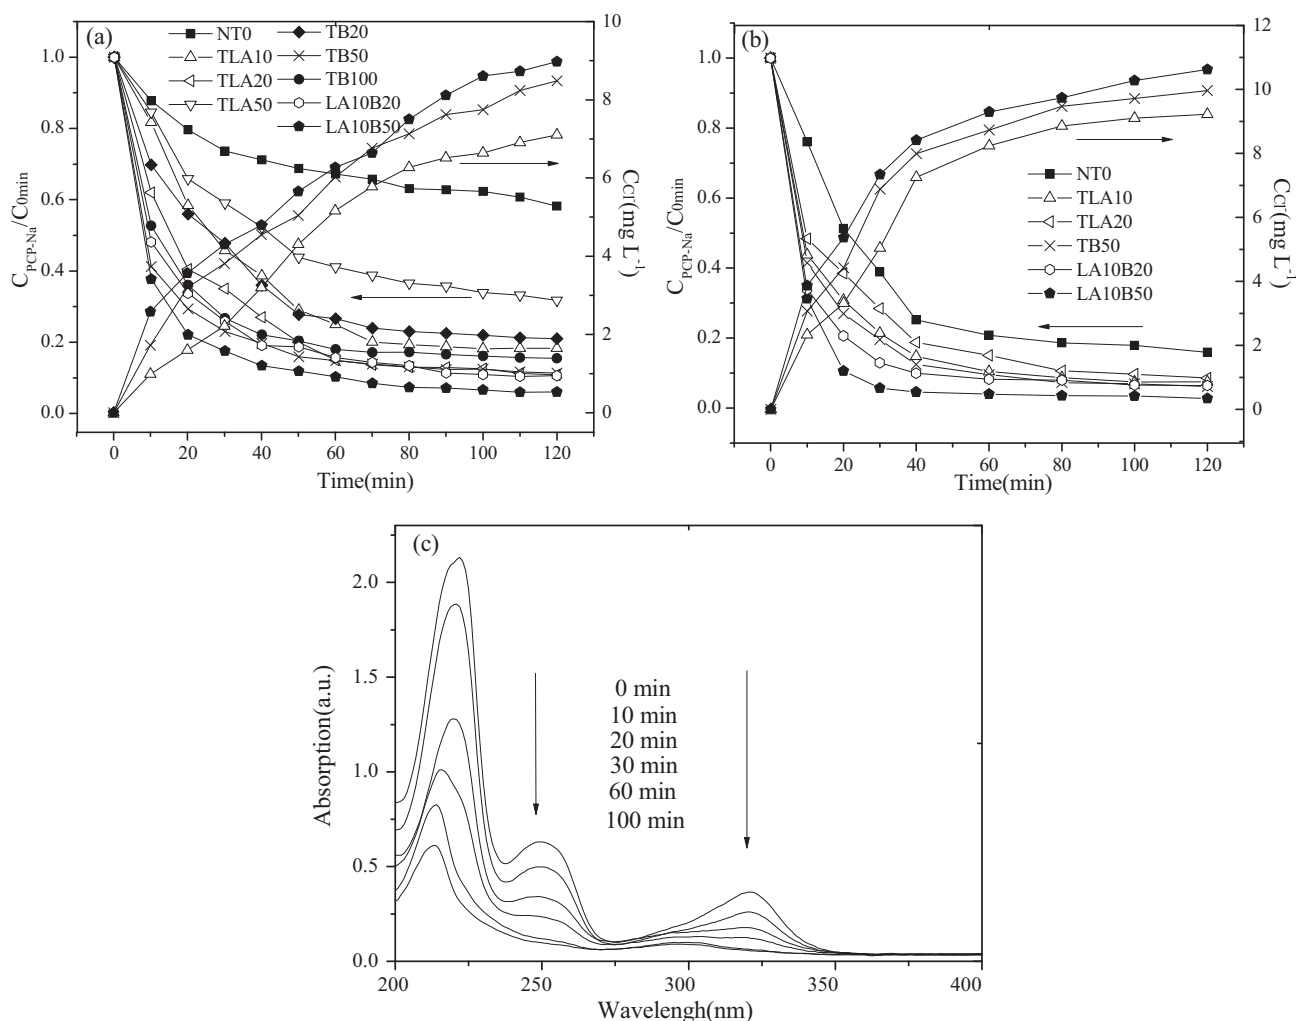 (a)
NT0
TLA10
TLA20
TLA50
TB20
TB50
TB100
LA10B20
LA10B50
1.0
0.8
0.6
0.4
0.2
0.0
C_PCP-Na/C_0min
10
8
6
4
2
0
C_Cl^-(mg L^-1)
0 20 40 60 80 100 120
Time(min)
(b)
NT0
TLA10
TLA20
TB50
LA10B20
LA10B50
1.0
0.8
0.6
0.4
0.2
0.0
C_PCP-Na/C_0min
12
10
8
6
4
2
0
C_Cl^-(mg L^-1)
0 20 40 60 80 100 120
Time(min)
(c)
2.0
1.5
1.0
0.5
0.0
Absorption(a.u.)
0 min
10 min
20 min
30 min
60 min
100 min
200 250 300 350 400
Wavelengh(nm)